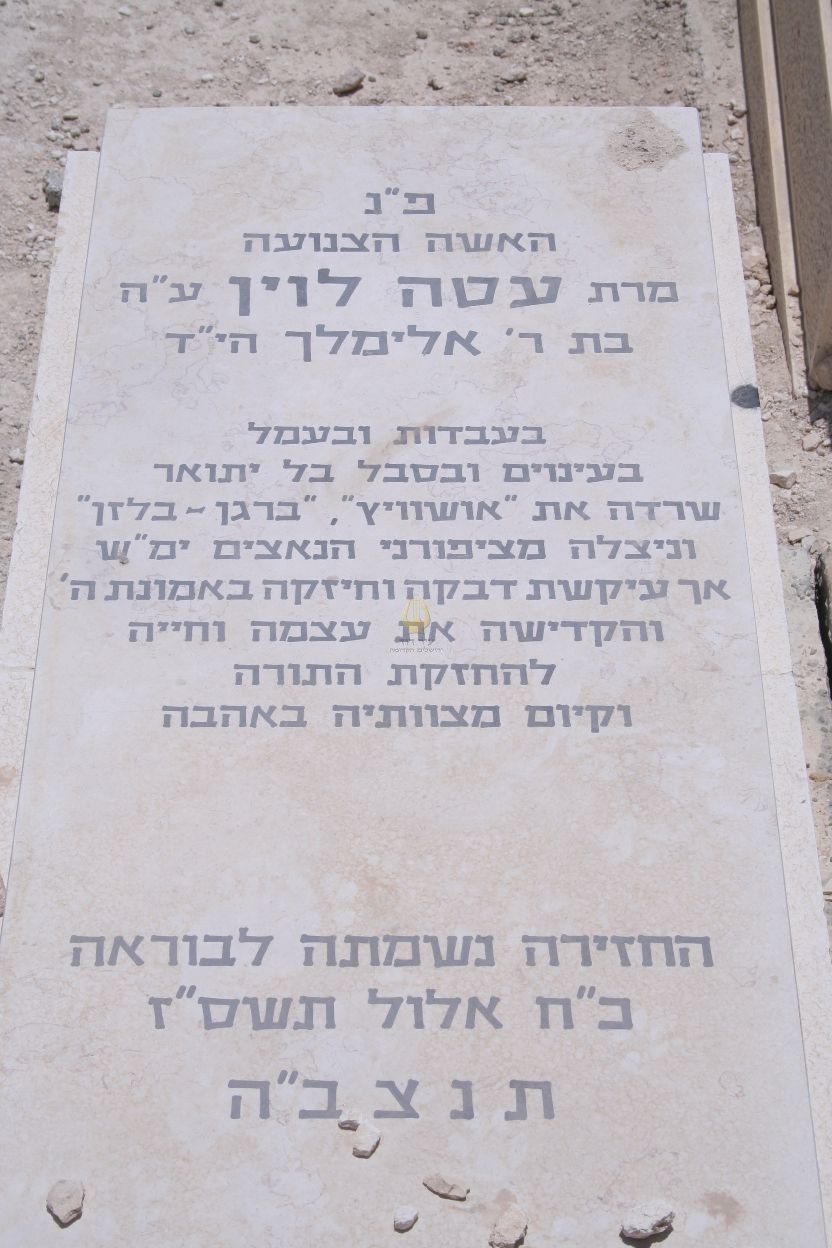 פ"נ
האשה הצנועה
מרת עטה לוין ע"ה
בת ר' אלימלך הי"ד
בעבדות ובעמל
בעינוים ובסבל בל יתואר
שרדה את "אושוויץ", "ברגן-בלזן"
וניצלה מציפורני הנאצים ימ"ש
אך עיקשת דבקה וחיזקה באמונת ה'
והקדישה את עצמה וחייה
להחזקת התורה
וקיום מצוותיה באהבה
החזירה נשמתה לבוראה
כ"ח אלול תשס"ז
ת נ צ ב"ה